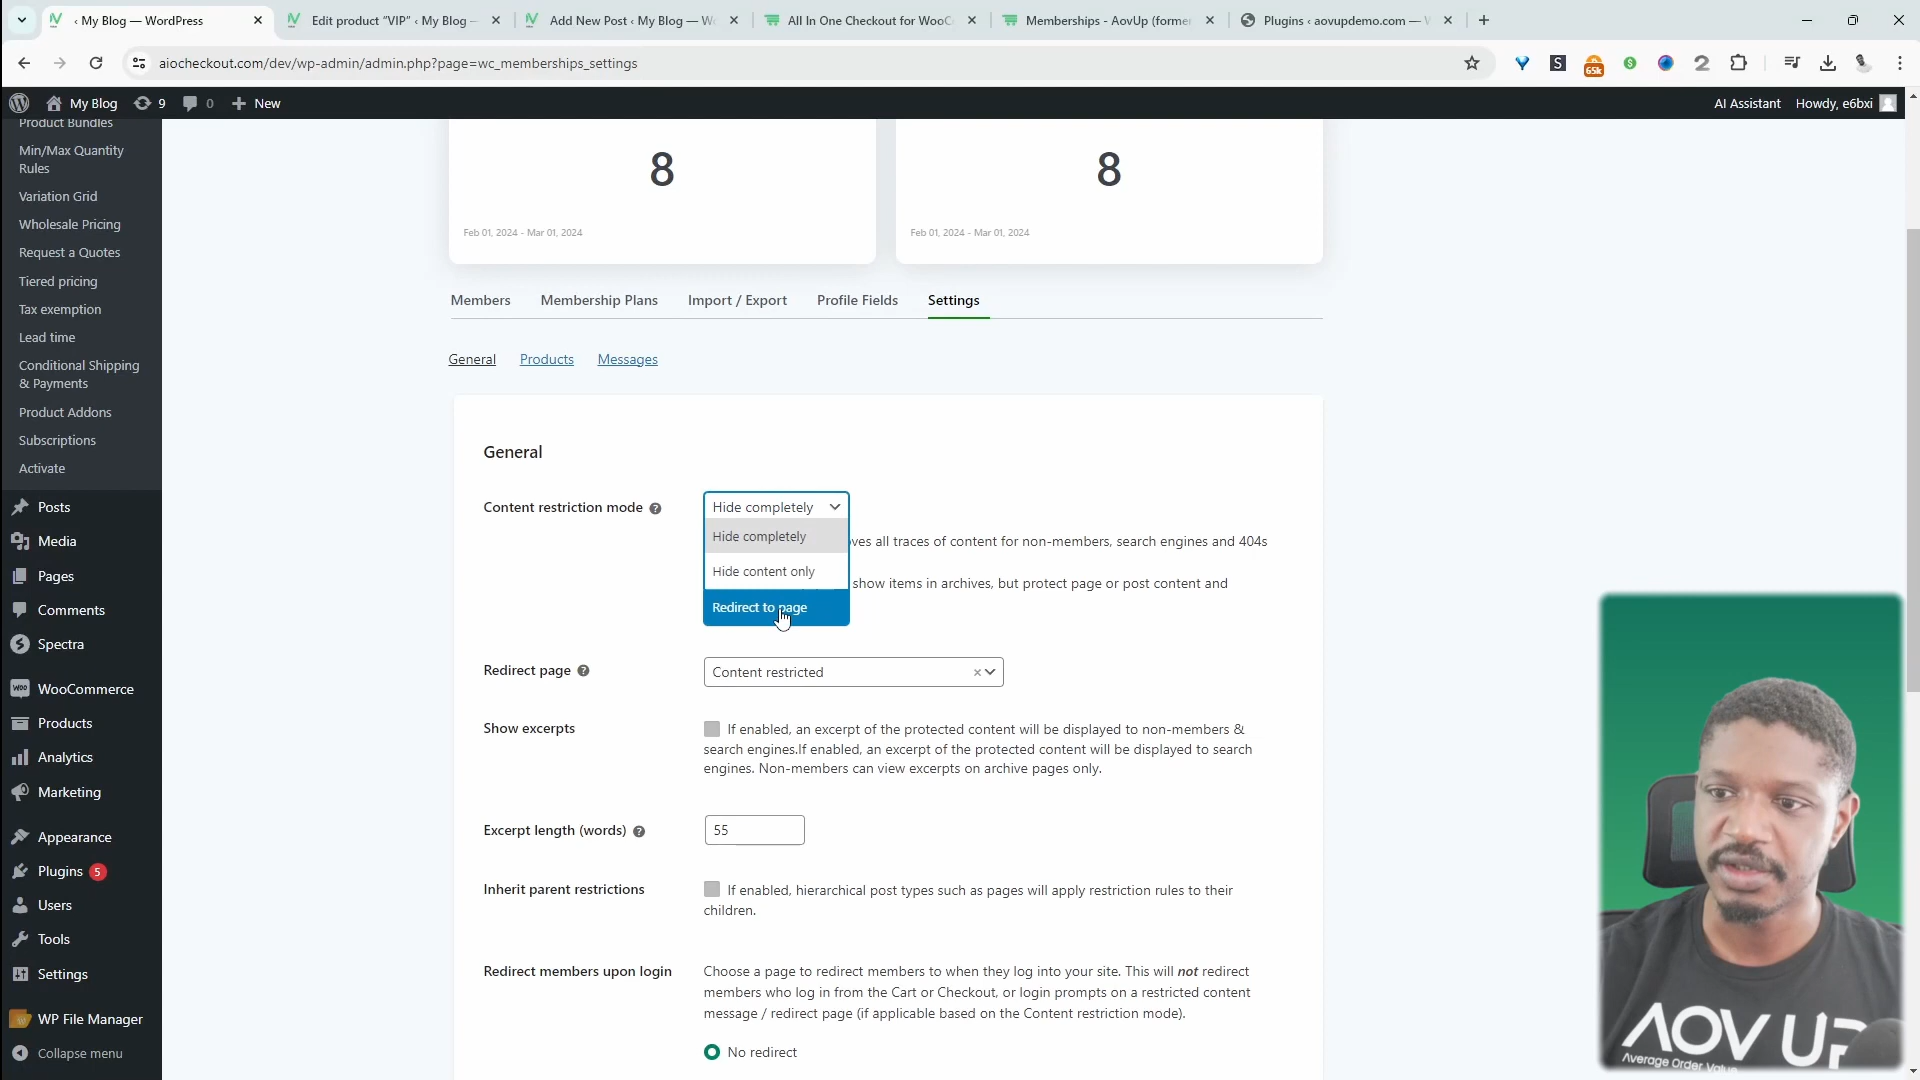 ‹ My Blog — WordPress
Edit product “VIP” ‹ My Blog —
Add New Post ‹ My Blog — W
All In One Checkout for WooC
Memberships - AovUp (former
Plugins ‹ aovupdemo.com — W
aiocheckout.com/dev/wp-admin/admin.php?page=wc_memberships_settings
S
65k
My Blog
9
0
New
AI Assistant
Howdy, e6bxi
Product Bundles
Min/Max Quantity
Rules
Variation Grid
Wholesale Pricing
Request a Quotes
Tiered pricing
Tax exemption
Lead time
Conditional Shipping
& Payments
Product Addons
Subscriptions
Activate
Posts
Media
Pages
Comments
Spectra
WooCommerce
Products
Analytics
Marketing
Appearance
Plugins 5
Users
Tools
Settings
WP File Manager
Collapse menu
8
Feb 01, 2024 - Mar 01, 2024
8
Feb 01, 2024 - Mar 01, 2024
Members
Membership Plans
Import / Export
Profile Fields
Settings
General
Products
Messages
General
Content restriction mode
Hide completely
Hide completely
Hide content only
Redirect to page
ves all traces of content for non-members, search engines and 404s
show items in archives, but protect page or post content and
Redirect page
Content restricted
Show excerpts
If enabled, an excerpt of the protected content will be displayed to non-members &
search engines.If enabled, an excerpt of the protected content will be displayed to search
engines. Non-members can view excerpts on archive pages only.
Excerpt length (words)
55
Inherit parent restrictions
If enabled, hierarchical post types such as pages will apply restriction rules to their
children.
Redirect members upon login
Choose a page to redirect members to when they log into your site. This will not redirect
members who log in from the Cart or Checkout, or login prompts on a restricted content
message / redirect page (if applicable based on the Content restriction mode).
No redirect
AOV UP
Average Order